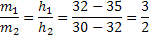 m₁/m₂ = h₁/h₂ = (32 − 35)/(30 − 32) = 3/2